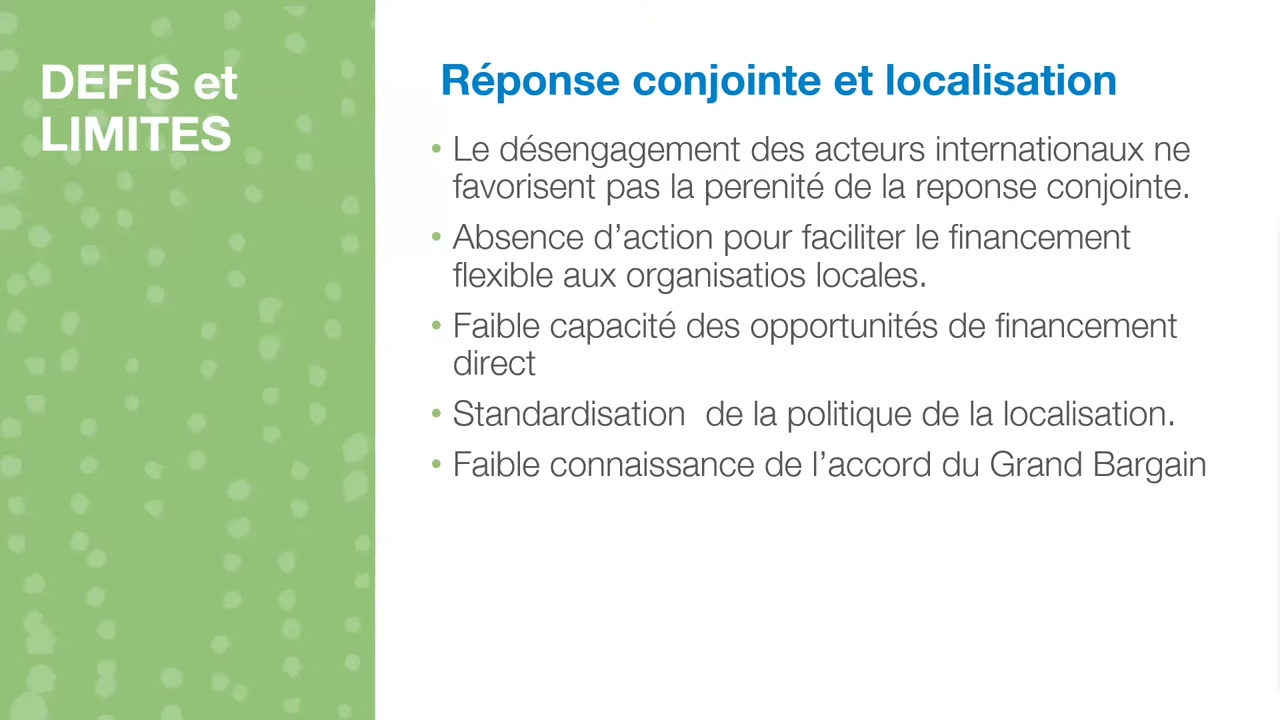 DEFIS et
LIMITES
Réponse conjointe et localisation
• Le désengagement des acteurs internationaux ne
favorisent pas la perenité de la reponse conjointe.
• Absence d’action pour faciliter le financement
flexible aux organisatios locales.
• Faible capacité des opportunités de financement
direct
• Standardisation  de la politique de la localisation.
• Faible connaissance de l’accord du Grand Bargain